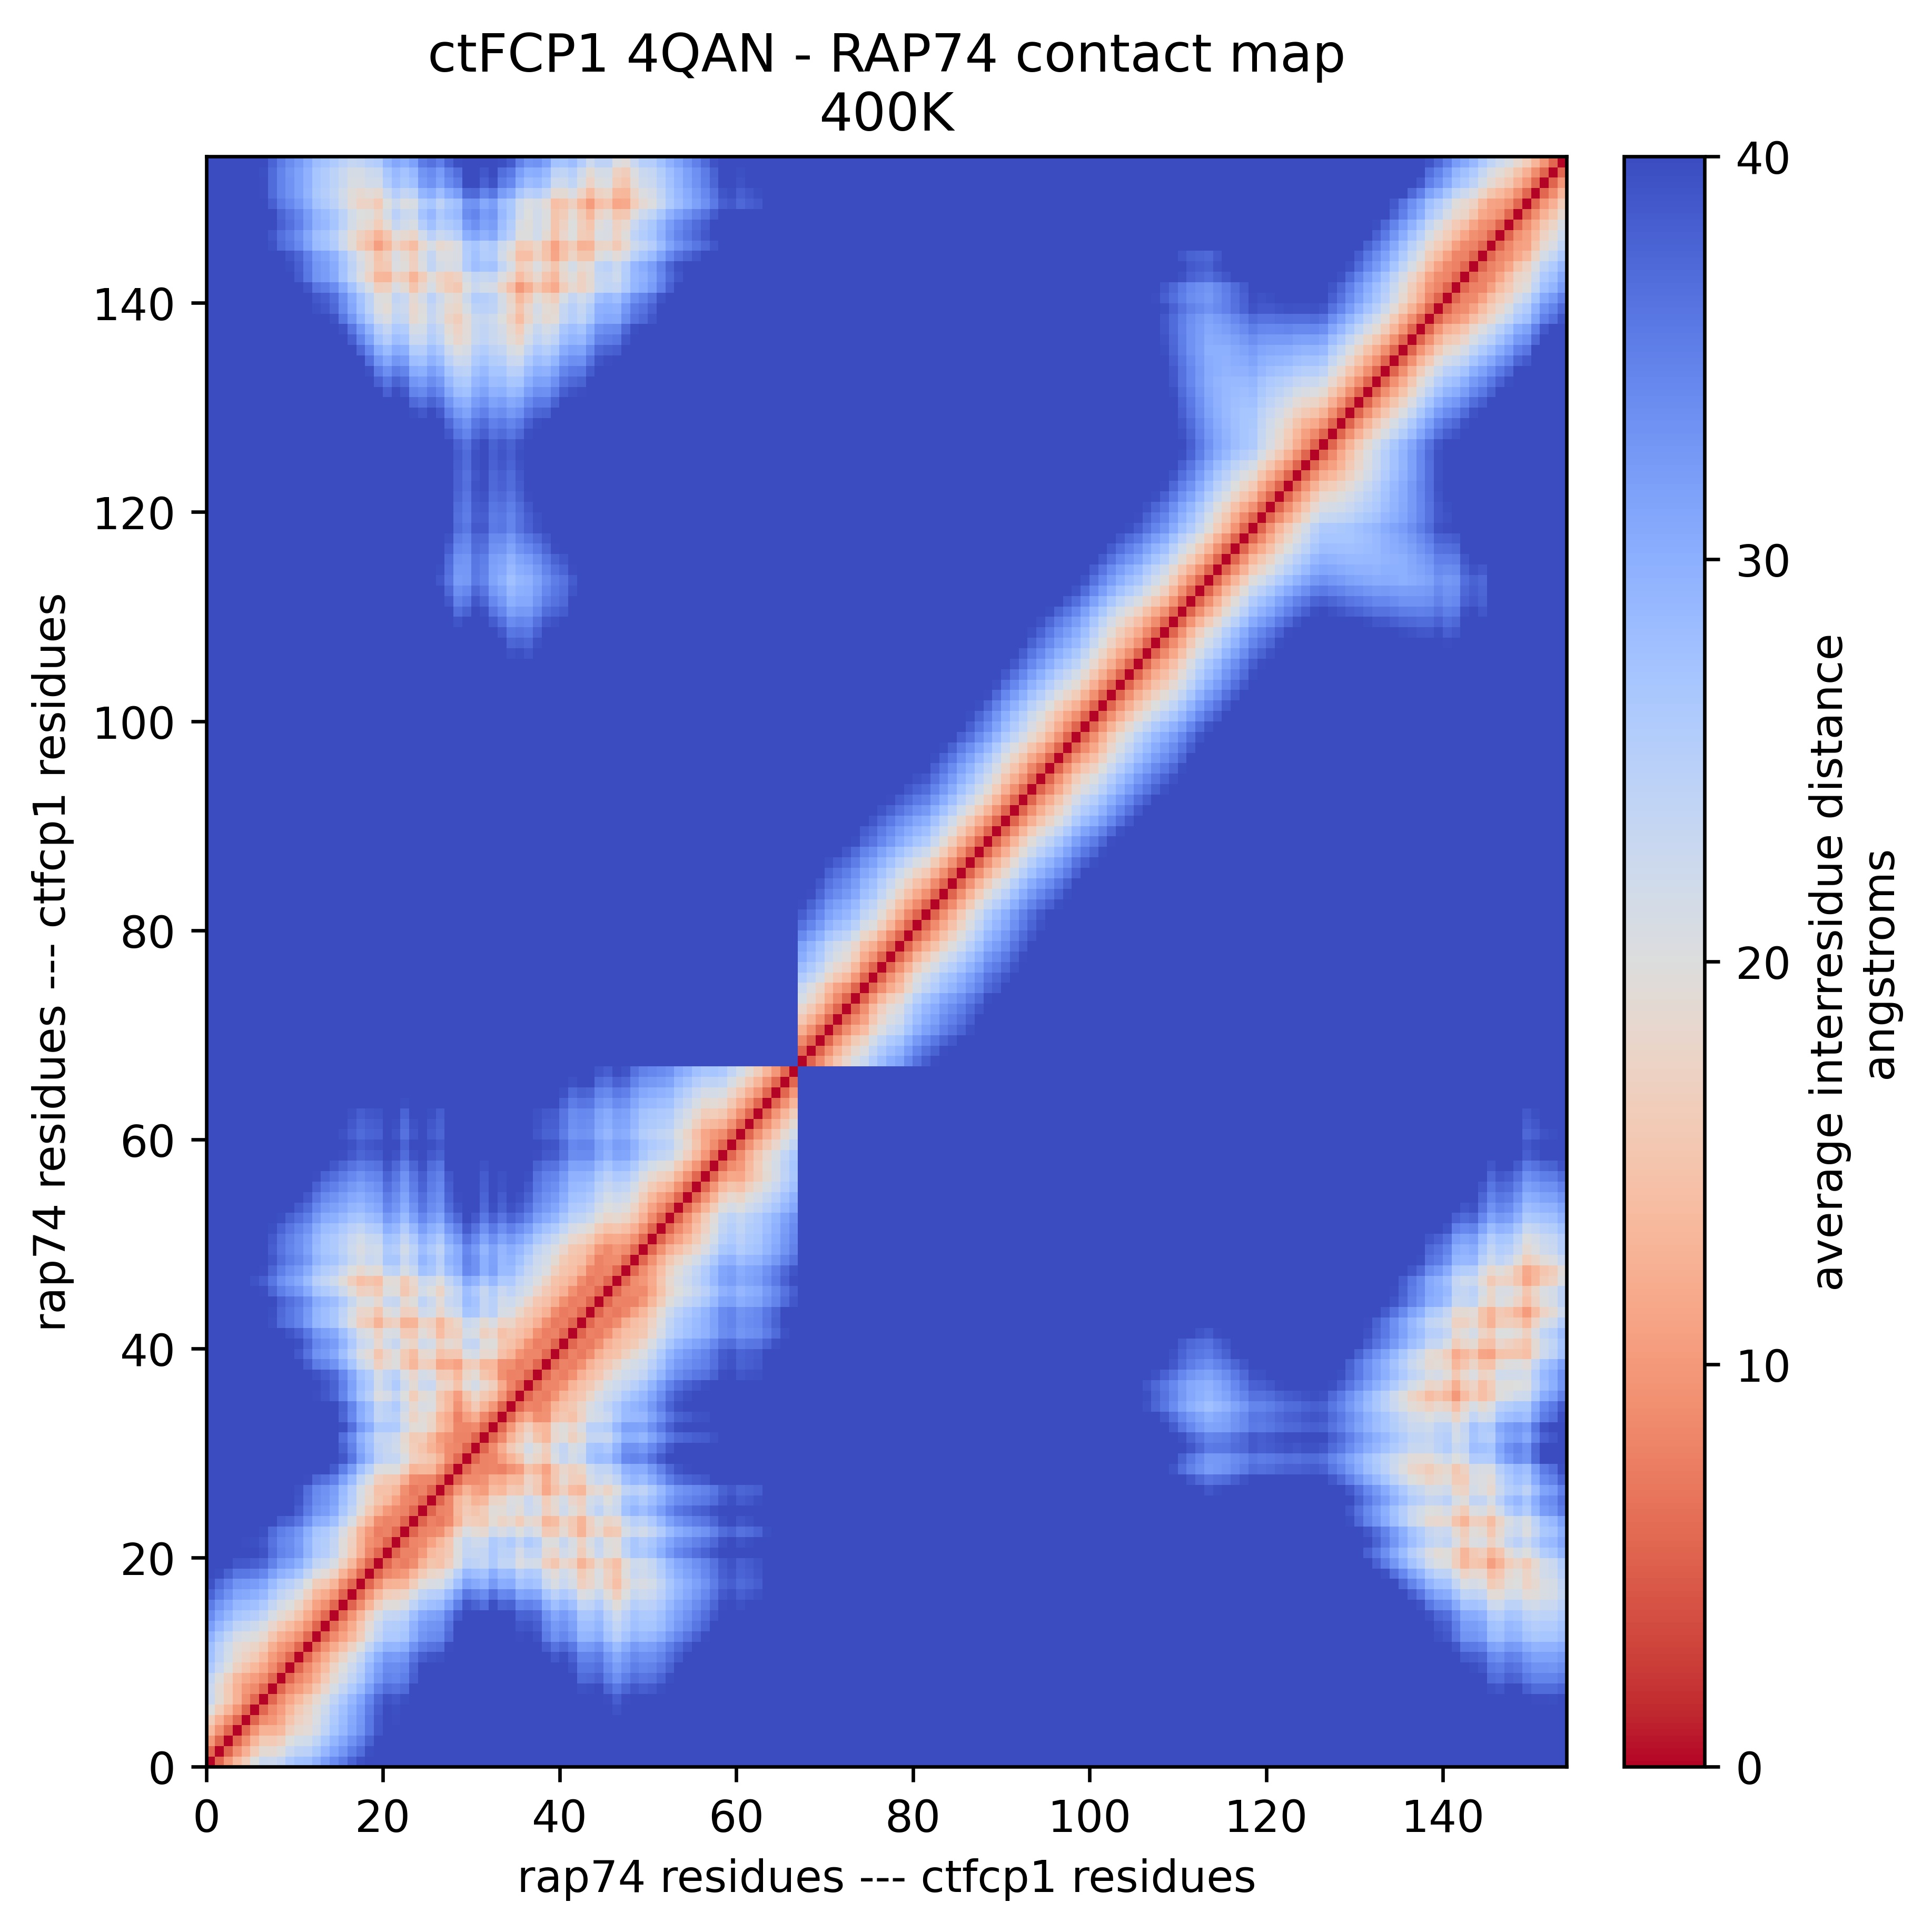 ctFCP1 4QAN - RAP74 contact map
400K
rap74 residues --- ctfcp1 residues
140
120
100
80
60
40
20
0
0 20 40 60 80 100 120 140
rap74 residues --- ctfcp1 residues
40
30
20
10
0
average interresidue distance
angstroms